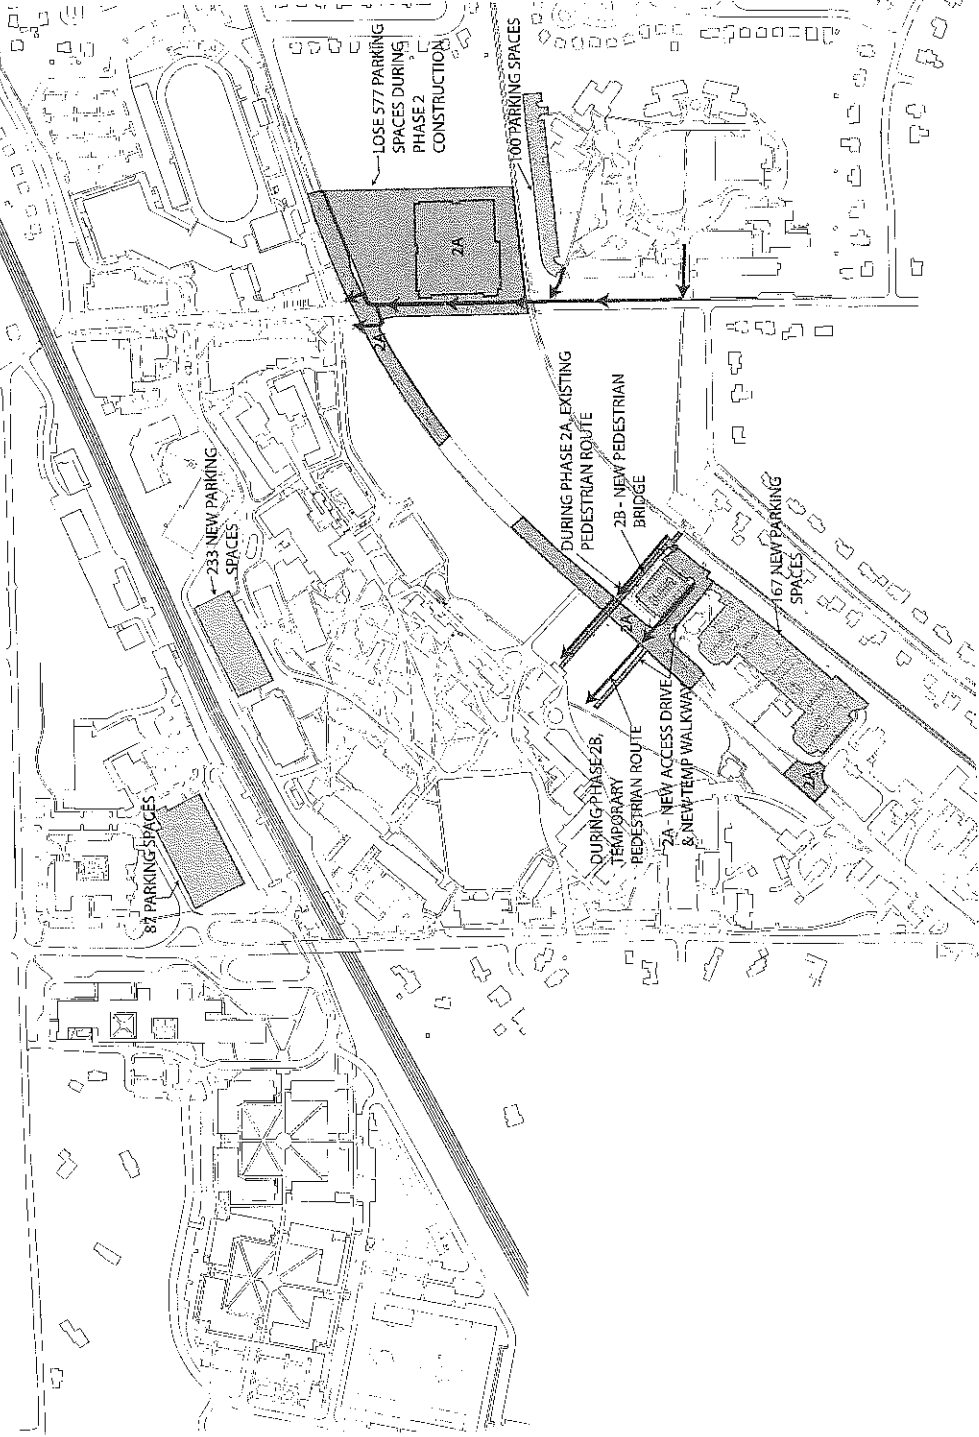 LOSE 577 PARKING
SPACES DURING
PHASE 2
CONSTRUCTION
100 PARKING SPACES
2A
2A
233 NEW PARKING
SPACES
DURING PHASE 2A, EXISTING
PEDESTRIAN ROUTE
2B - NEW PEDESTRIAN
BRIDGE
167 NEW PARKING
SPACES
2A
DURING PHASE 2B,
TEMPORARY
PEDESTRIAN ROUTE
2A - NEW ACCESS DRIVE
& NEW TEMP WALKWAY
2A
87 PARKING SPACES